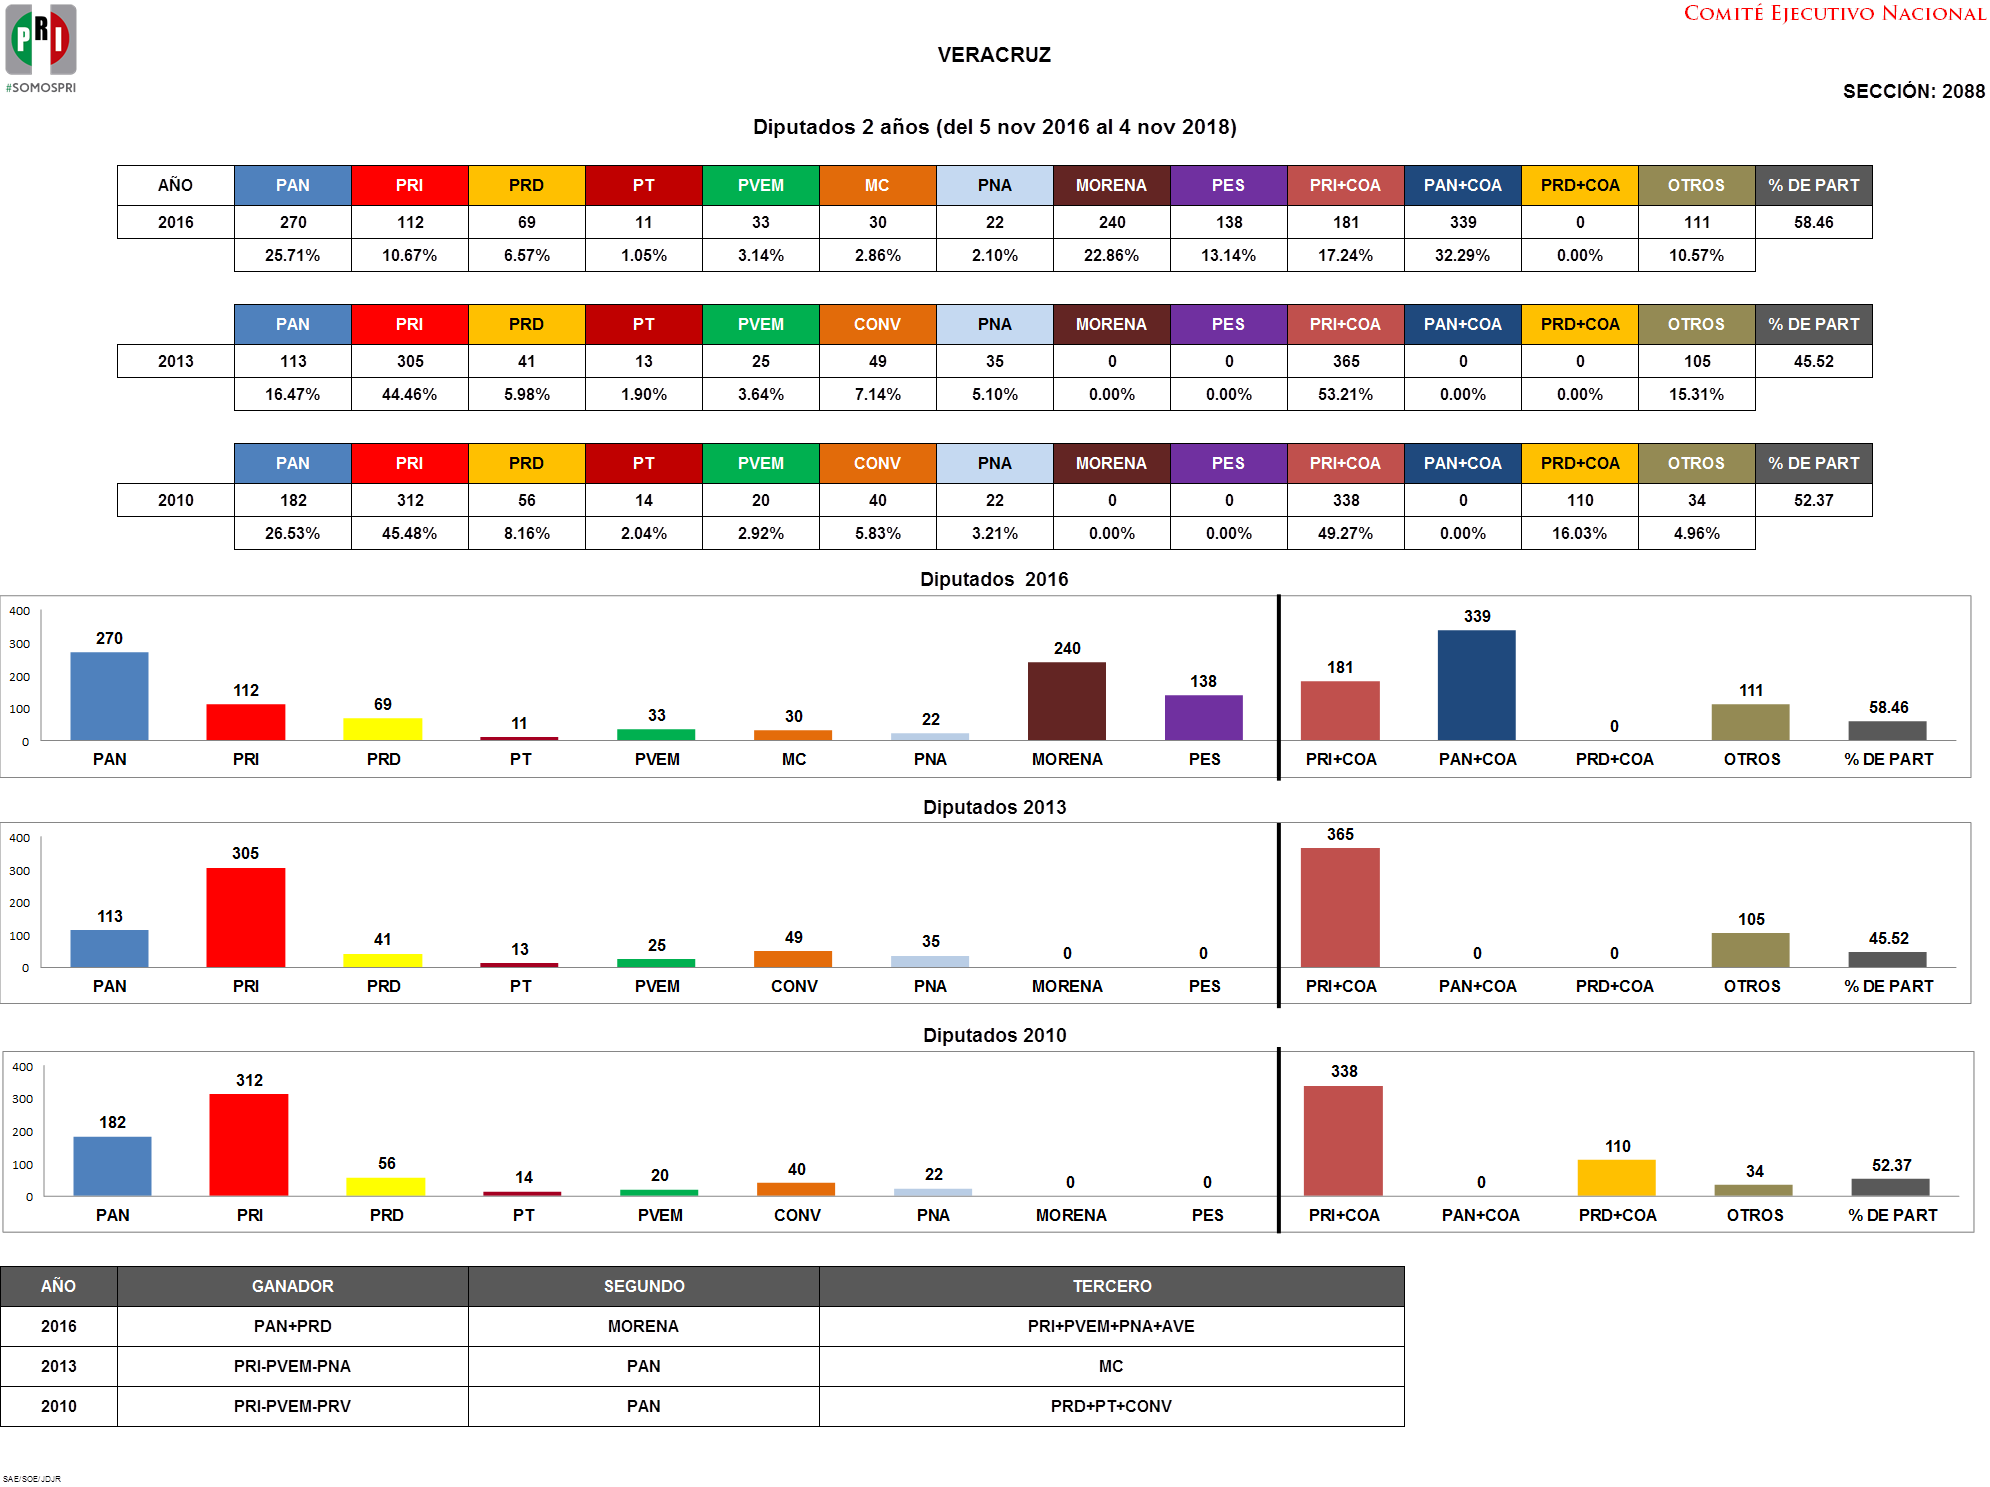 PRI
#SOMOSPRI
COMITÉ EJECUTIVO NACIONAL
VERACRUZ
SECCIÓN: 2088
Diputados 2 años (del 5 nov 2016 al 4 nov 2018)
AÑO PAN PRI PRD PT PVEM MC PNA MORENA PES PRI+COA PAN+COA PRD+COA OTROS % DE PART
2016 270 112 69 11 33 30 22 240 138 181 339 0 111 58.46
25.71% 10.67% 6.57% 1.05% 3.14% 2.86% 2.10% 22.86% 13.14% 17.24% 32.29% 0.00% 10.57%
PAN PRI PRD PT PVEM CONV PNA MORENA PES PRI+COA PAN+COA PRD+COA OTROS % DE PART
2013 113 305 41 13 25 49 35 0 0 365 0 0 105 45.52
16.47% 44.46% 5.98% 1.90% 3.64% 7.14% 5.10% 0.00% 0.00% 53.21% 0.00% 0.00% 15.31%
PAN PRI PRD PT PVEM CONV PNA MORENA PES PRI+COA PAN+COA PRD+COA OTROS % DE PART
2010 182 312 56 14 20 40 22 0 0 338 0 110 34 52.37
26.53% 45.48% 8.16% 2.04% 2.92% 5.83% 3.21% 0.00% 0.00% 49.27% 0.00% 16.03% 4.96%
Diputados 2016
400
300
200
100
0
270 112 69 11 33 30 22 240 138 181 339 0 111 58.46
PAN PRI PRD PT PVEM MC PNA MORENA PES PRI+COA PAN+COA PRD+COA OTROS % DE PART
Diputados 2013
400
300
200
100
0
113 305 41 13 25 49 35 0 0 365 0 0 105 45.52
PAN PRI PRD PT PVEM CONV PNA MORENA PES PRI+COA PAN+COA PRD+COA OTROS % DE PART
Diputados 2010
400
300
200
100
0
182 312 56 14 20 40 22 0 0 338 0 110 34 52.37
PAN PRI PRD PT PVEM CONV PNA MORENA PES PRI+COA PAN+COA PRD+COA OTROS % DE PART
AÑO GANADOR SEGUNDO TERCERO
2016 PAN+PRD MORENA PRI+PVEM+PNA+AVE
2013 PRI-PVEM-PNA PAN MC
2010 PRI-PVEM-PRV PAN PRD+PT+CONV
SAE/SOE/JDJR